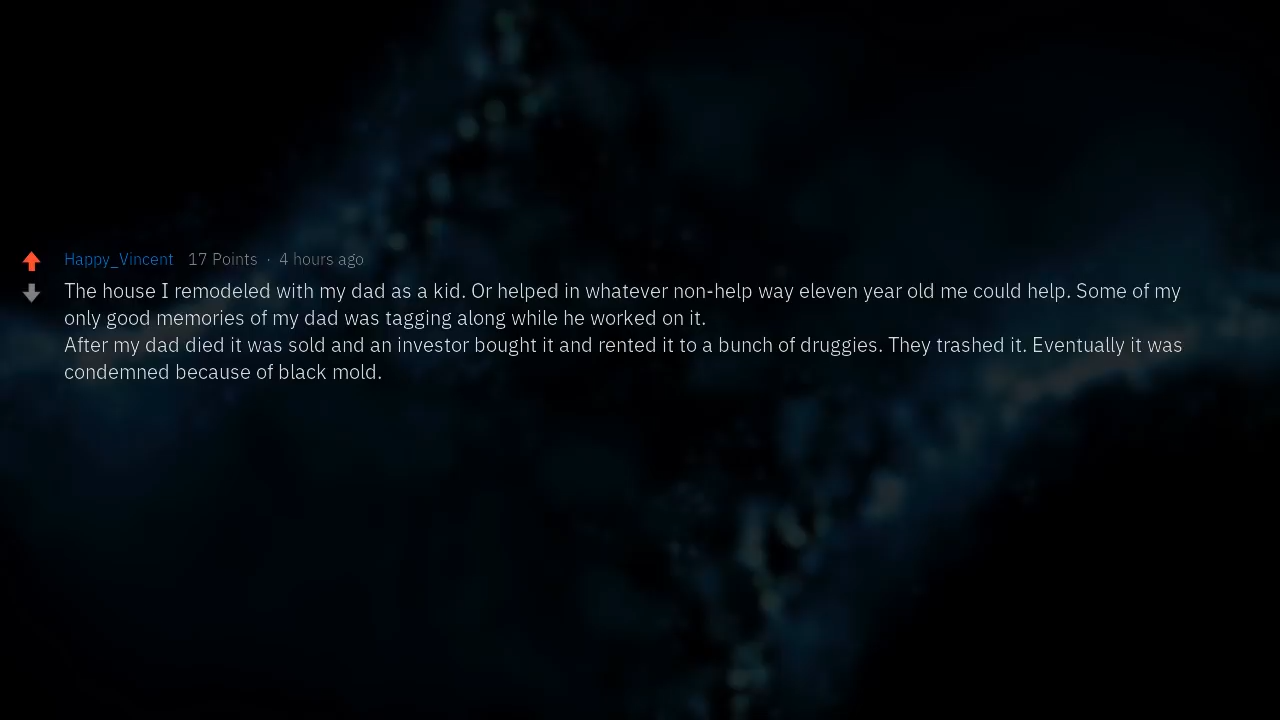 Happy_Vincent 17 Points · 4 hours ago
The house I remodeled with my dad as a kid. Or helped in whatever non-help way eleven year old me could help. Some of my
only good memories of my dad was tagging along while he worked on it.
After my dad died it was sold and an investor bought it and rented it to a bunch of druggies. They trashed it. Eventually it was
condemned because of black mold.